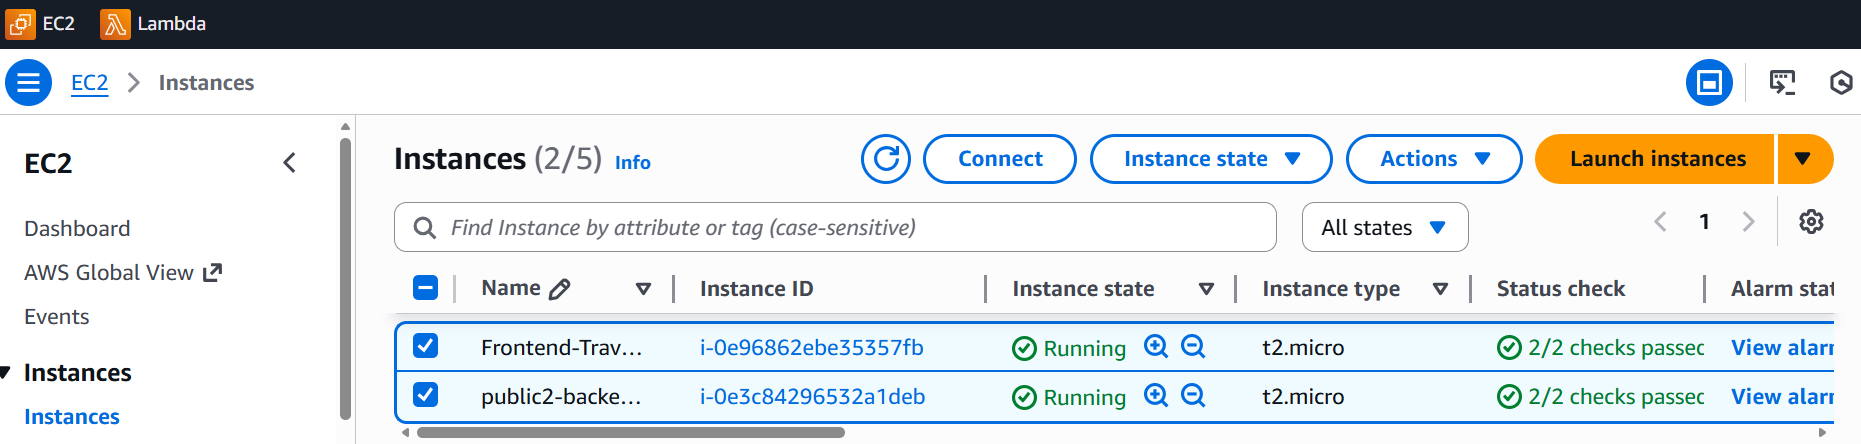 EC2 Lambda
EC2 Instances
EC2
Dashboard
AWS Global View
Events
Instances
Instances
Instances (2/5) Info Connect Instance state Actions Launch instances
Find Instance by attribute or tag (case-sensitive) All states 1
Name Instance ID Instance state Instance type Status check Alarm stat
Frontend-Trav... i-0e96862ebe35357fb Running t2.micro 2/2 checks passed View alarr
public2-backe... i-0e3c84296532a1deb Running t2.micro 2/2 checks passed View alarr